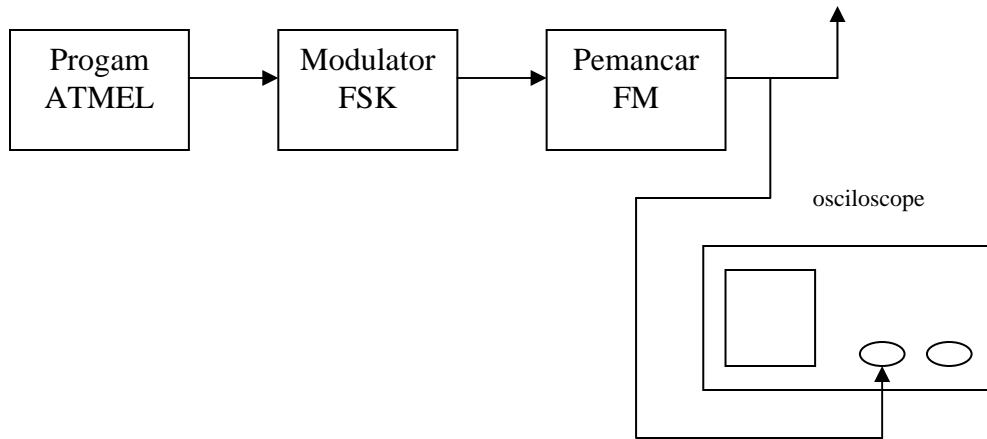 Progam
ATMEL
Modulator
FSK
Pemancar
FM
osciloscope